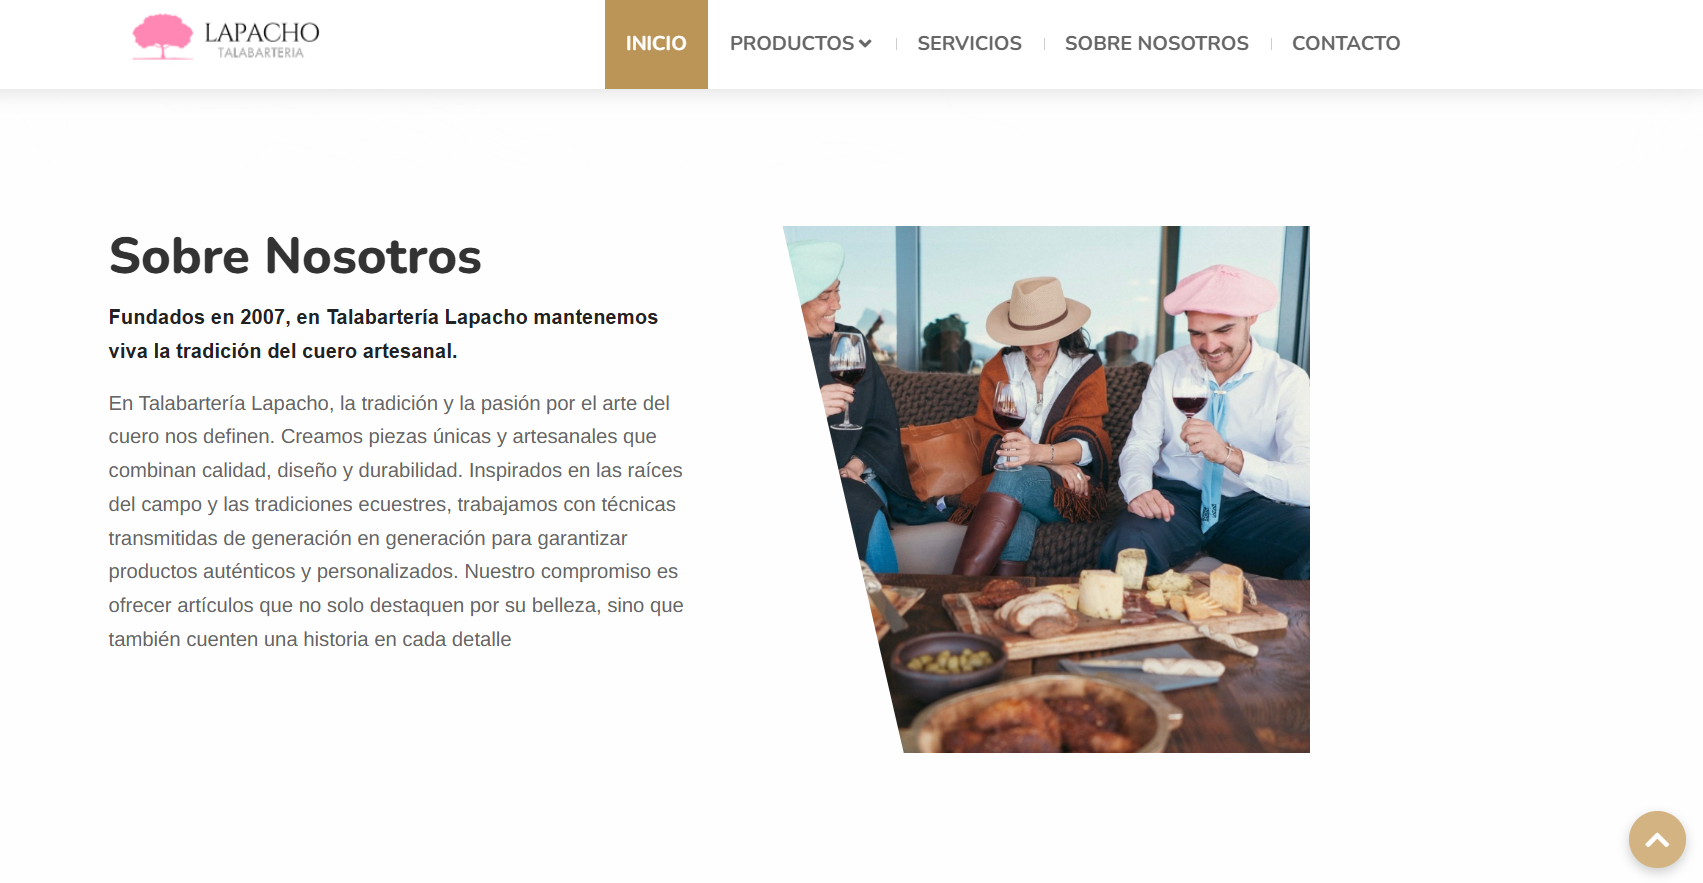 LAPACHO
TALABARTERIA
INICIO
PRODUCTOS
SERVICIOS
SOBRE NOSOTROS
CONTACTO
Sobre Nosotros
Fundados en 2007, en Talabartería Lapacho mantenemos
viva la tradición del cuero artesanal.
En Talabartería Lapacho, la tradición y la pasión por el arte del
cuero nos definen. Creamos piezas únicas y artesanales que
combinan calidad, diseño y durabilidad. Inspirados en las raíces
del campo y las tradiciones ecuestres, trabajamos con técnicas
transmitidas de generación en generación para garantizar
productos auténticos y personalizados. Nuestro compromiso es
ofrecer artículos que no solo destaquen por su belleza, sino que
también cuenten una historia en cada detalle